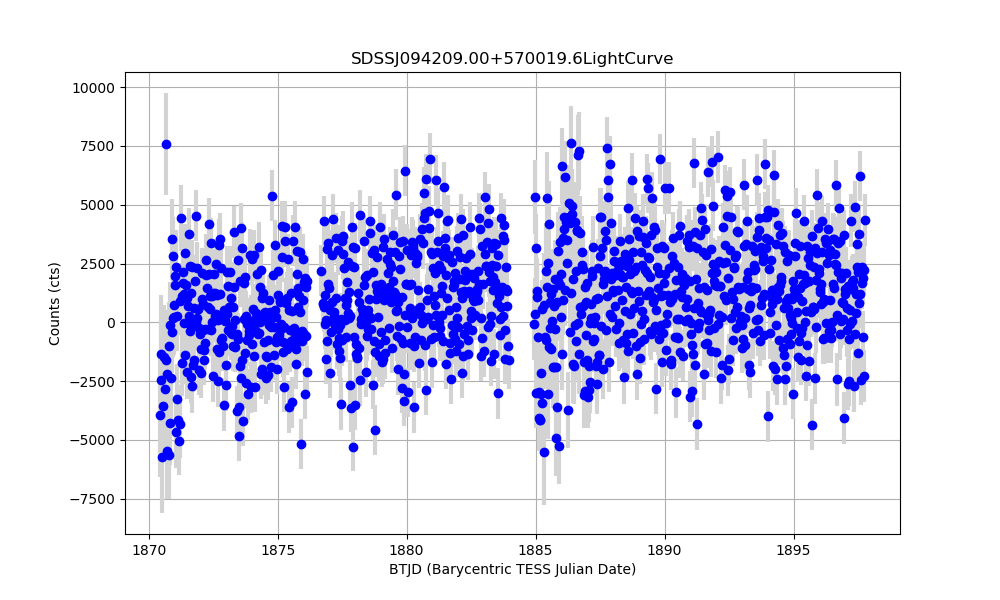 SDSSJ094209.00+570019.6LightCurve
10000
7500
5000
2500
0
−2500
−5000
−7500
Counts (cts)
1870 1875 1880 1885 1890 1895
BTJD (Barycentric TESS Julian Date)